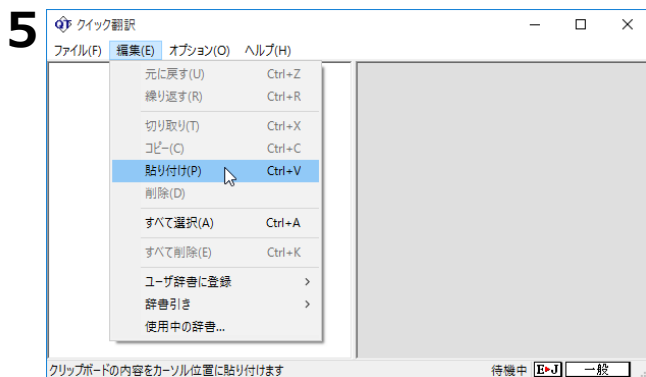 5
QT クイック翻訳
ファイル(F) 編集(E) オプション(O) ヘルプ(H)
元に戻す(U) Ctrl+Z
繰り返す(R) Ctrl+R
切り取り(T) Ctrl+X
コピー(C) Ctrl+C
貼り付け(P) Ctrl+V
削除(D)
すべて選択(A) Ctrl+A
すべて削除(E) Ctrl+K
ユーザ辞書に登録
辞書引き
使用中の辞書...
クリップボードの内容をカーソル位置に貼り付けます 待機中 E▸J 一般